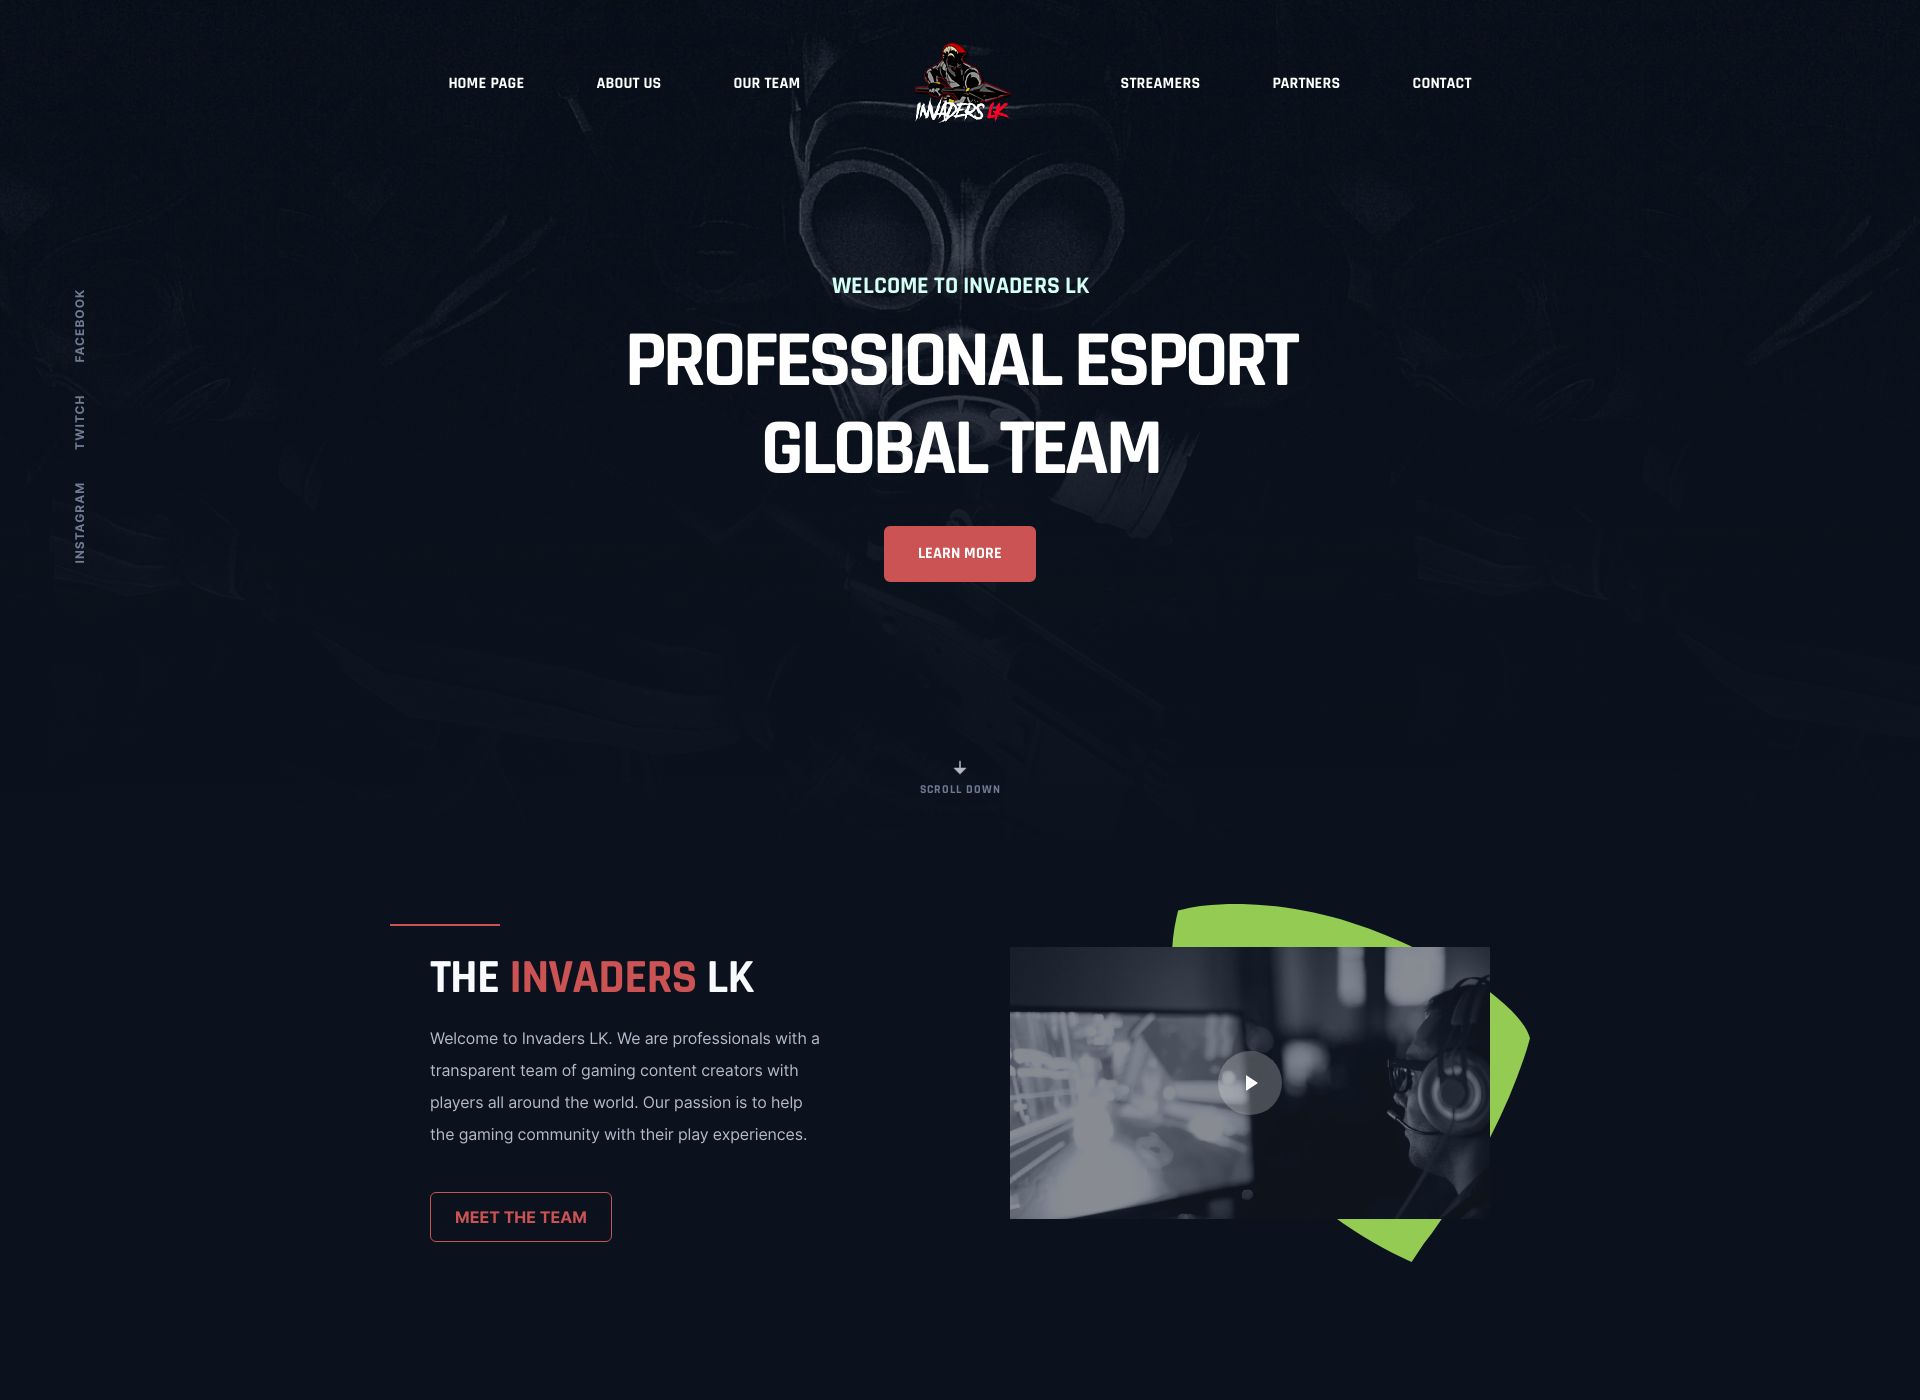 HOME PAGE
ABOUT US
OUR TEAM
INVADERS LK
STREAMERS
PARTNERS
CONTACT
FACEBOOK
TWITCH
INSTAGRAM
WELCOME TO INVADERS LK
PROFESSIONAL ESPORT
GLOBAL TEAM
LEARN MORE
SCROLL DOWN
THE INVADERS LK
Welcome to Invaders LK. We are professionals with a
transparent team of gaming content creators with
players all around the world. Our passion is to help
the gaming community with their play experiences.
MEET THE TEAM